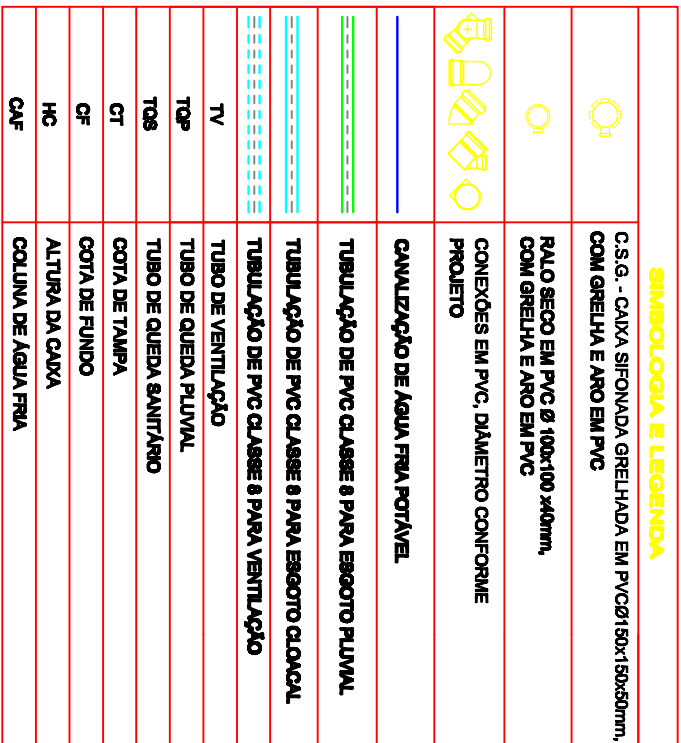 SIMBOLOGIA E LEGENDA
C.S.G. - CAIXA SIFONADA GRELHADA EM PVCØ150x150x50mm,
COM GRELHA E ARO EM PVC
RALO SECO EM PVC Ø 100x100 x40mm,
COM GRELHA E ARO EM PVC
CONEXÕES EM PVC, DIÂMETRO CONFORME
PROJETO
CANALIZAÇÃO DE ÁGUA FRIA POTÁVEL
TUBULAÇÃO DE PVC CLASSE 8 PARA ESGOTO PLUVIAL
TUBULAÇÃO DE PVC CLASSE 8 PARA ESGOTO CLOACAL
TUBULAÇÃO DE PVC CLASSE 8 PARA VENTILAÇÃO
TV TUBO DE VENTILAÇÃO
TQP TUBO DE QUEDA PLUVIAL
TQS TUBO DE QUEDA SANITÁRIO
CT COTA DE TAMPA
CF COTA DE FUNDO
HC ALTURA DA CAIXA
CAF COLUNA DE ÁGUA FRIA